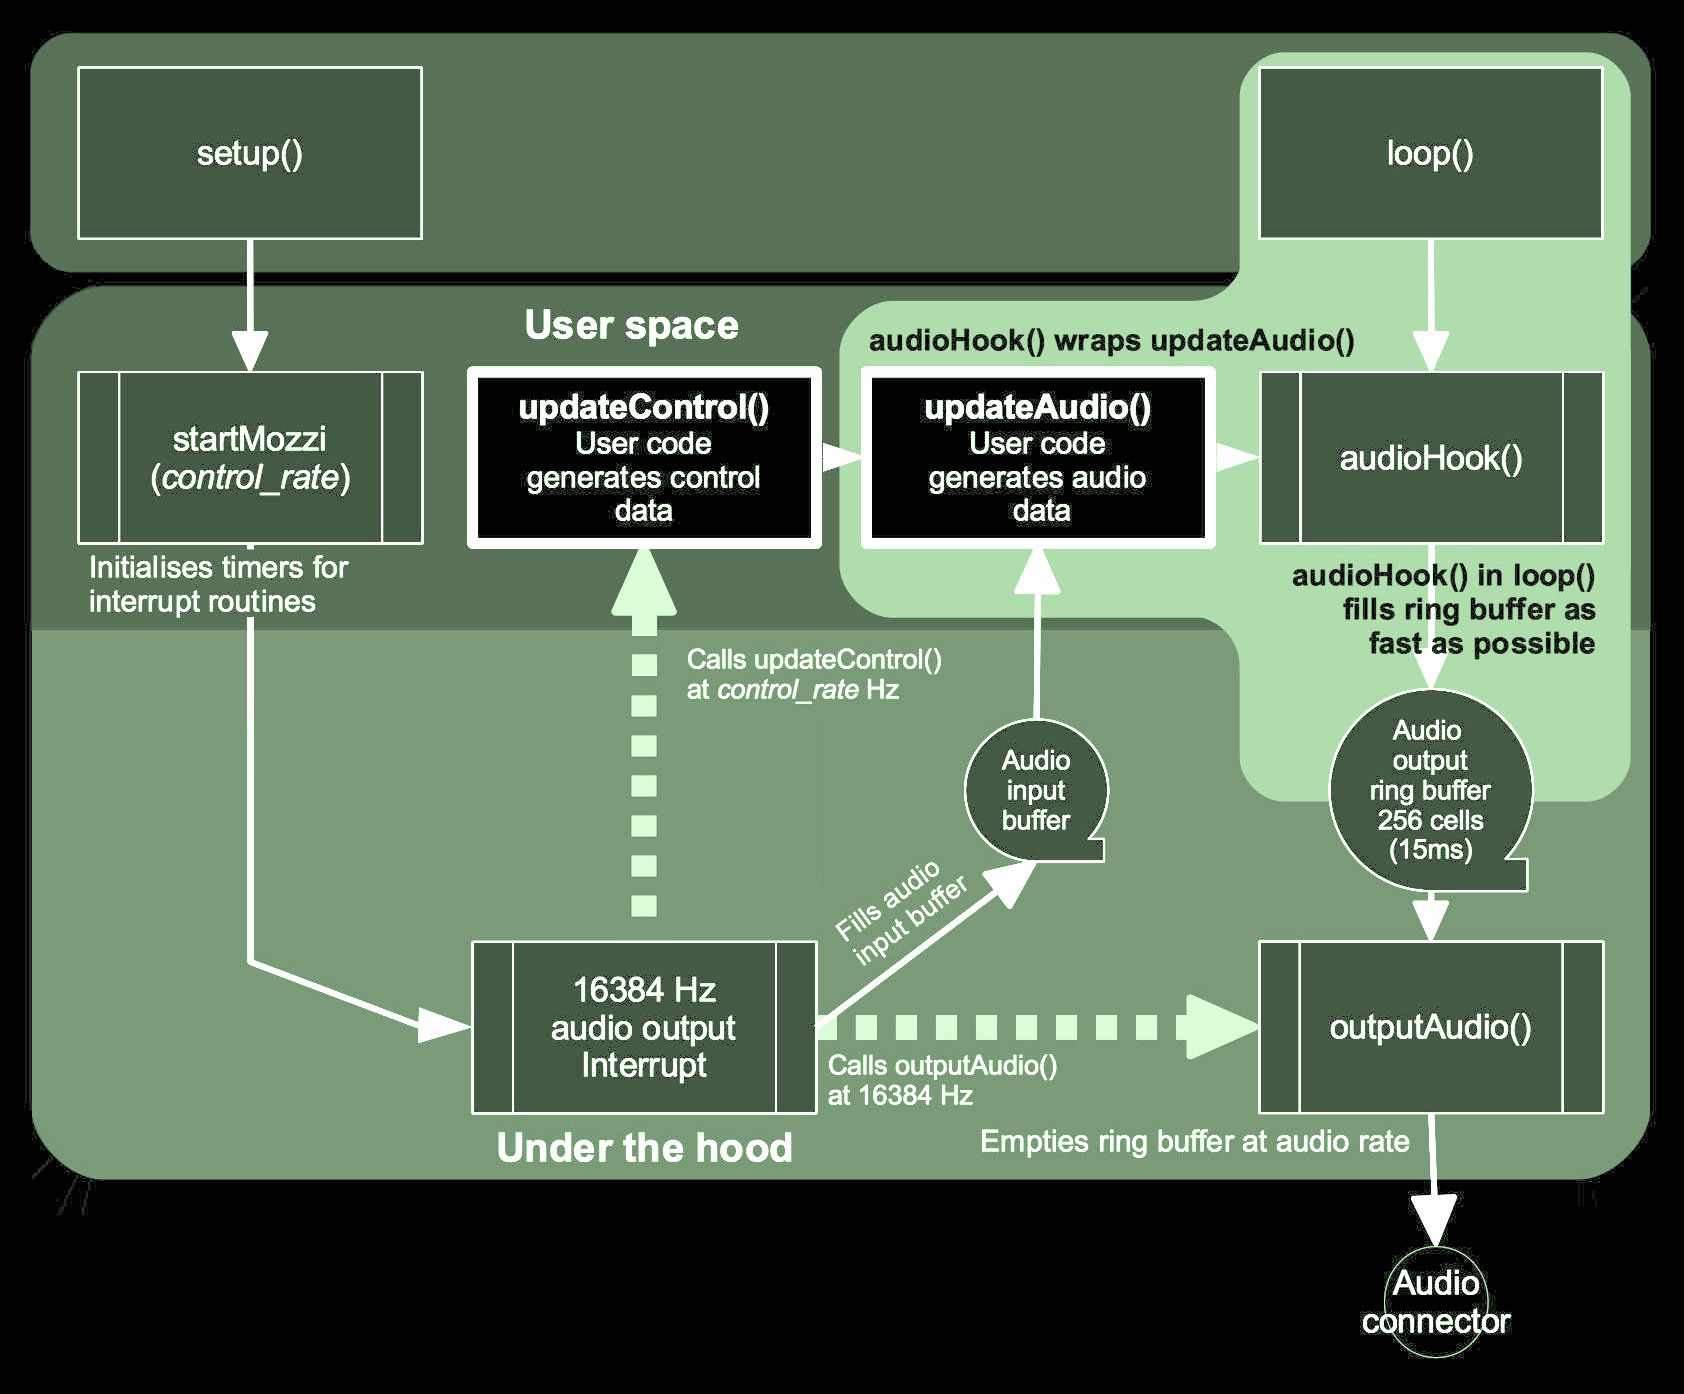 setup()
loop()
User space
audioHook() wraps updateAudio()
startMozzi
(control_rate)
updateControl()
User code
generates control
data
updateAudio()
User code
generates audio
data
audioHook()
Initialises timers for
interrupt routines
audioHook() in loop()
fills ring buffer as
fast as possible
Calls updateControl()
at control_rate Hz
Audio
input
buffer
Audio
output
ring buffer
256 cells
(15ms)
Fills audio
input buffer
16384 Hz
audio output
Interrupt
outputAudio()
Calls outputAudio()
at 16384 Hz
Under the hood
Empties ring buffer at audio rate
Audio
connector